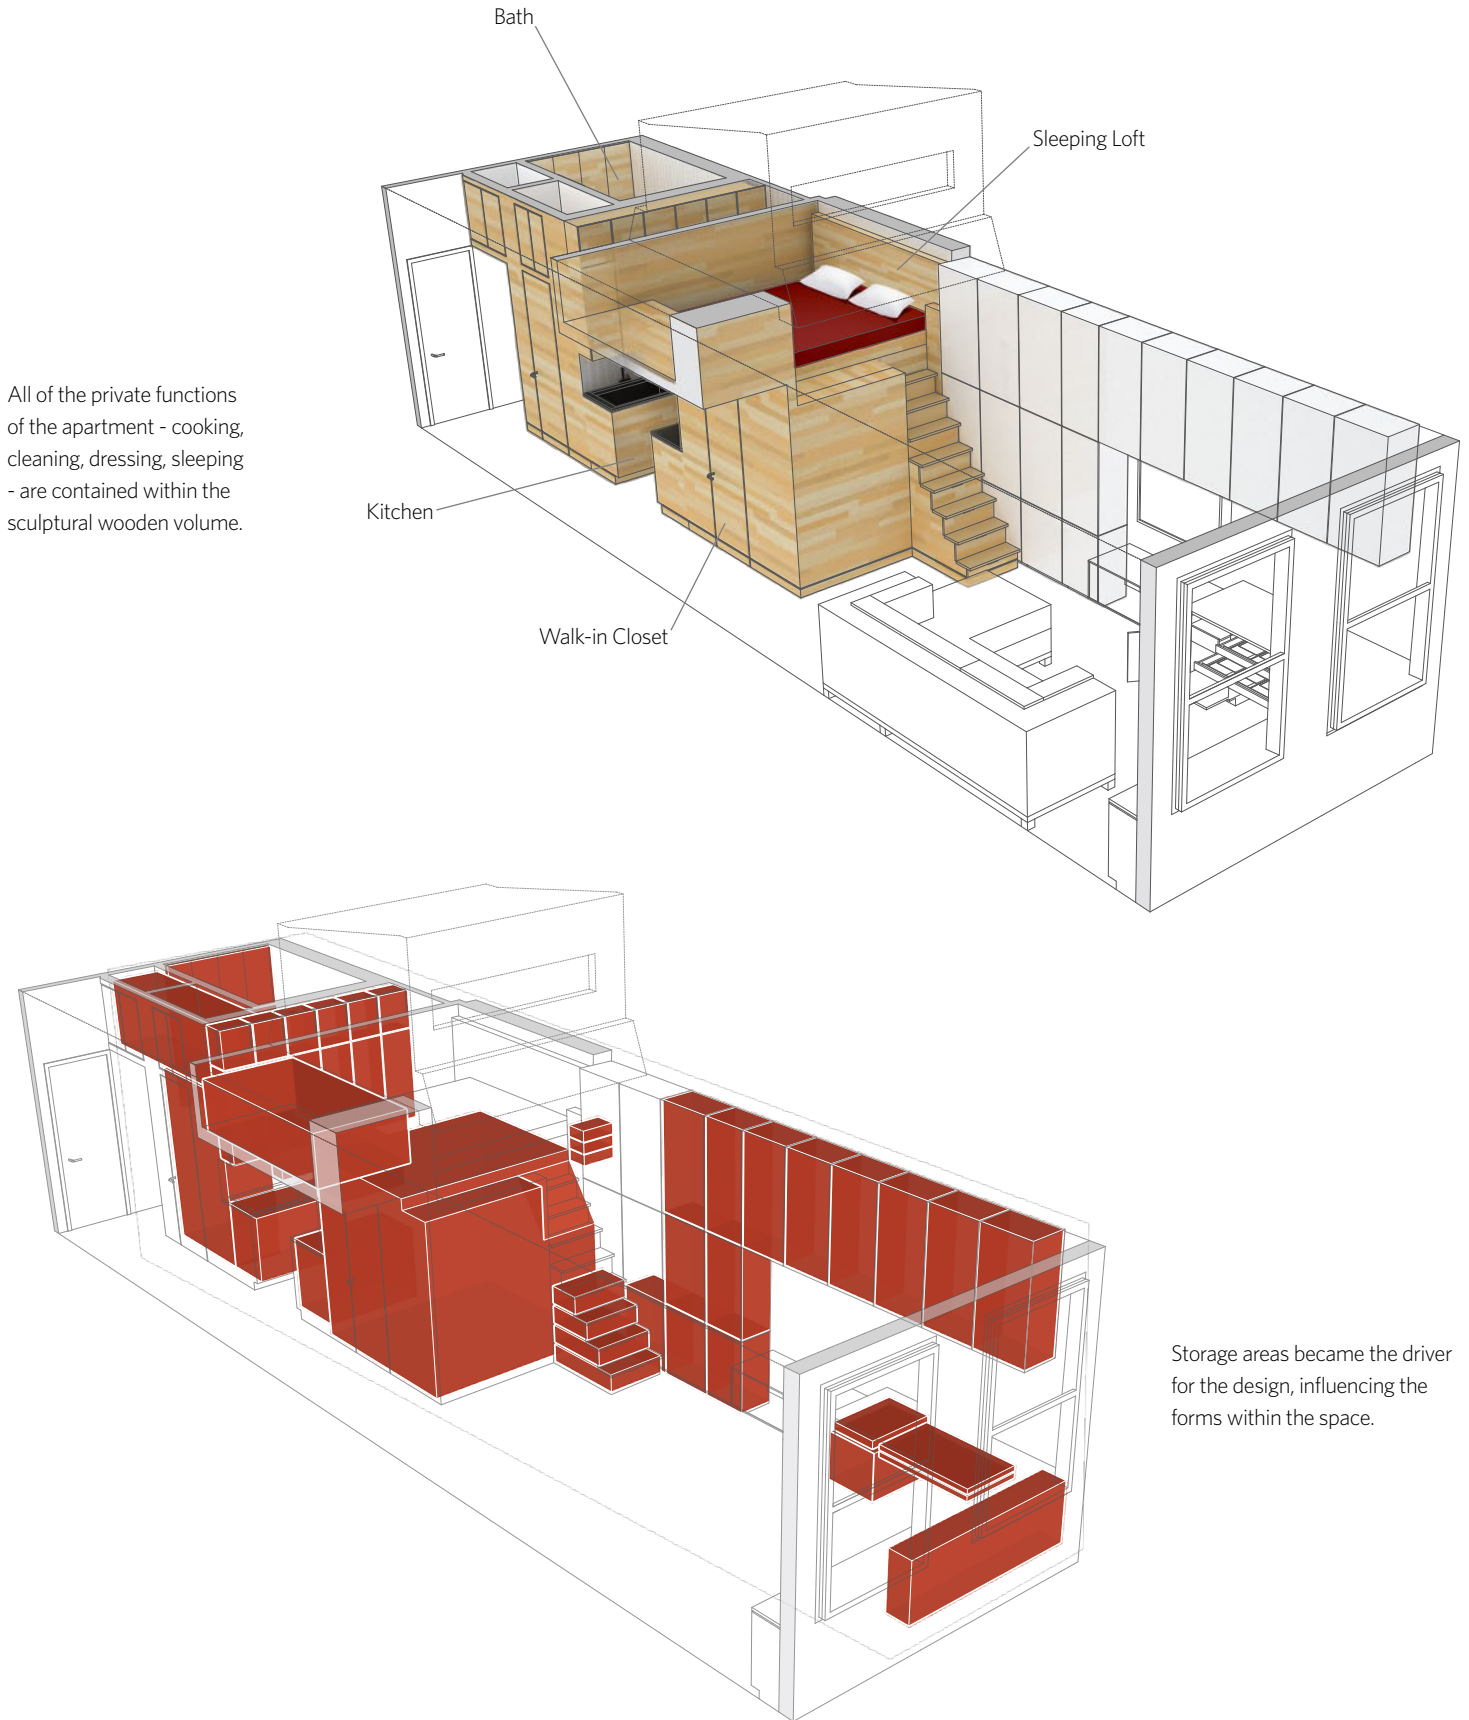 Bath
Sleeping Loft
All of the private functions
of the apartment - cooking,
cleaning, dressing, sleeping
- are contained within the
sculptural wooden volume.
Kitchen
Walk-in Closet
Storage areas became the driver
for the design, influencing the
forms within the space.